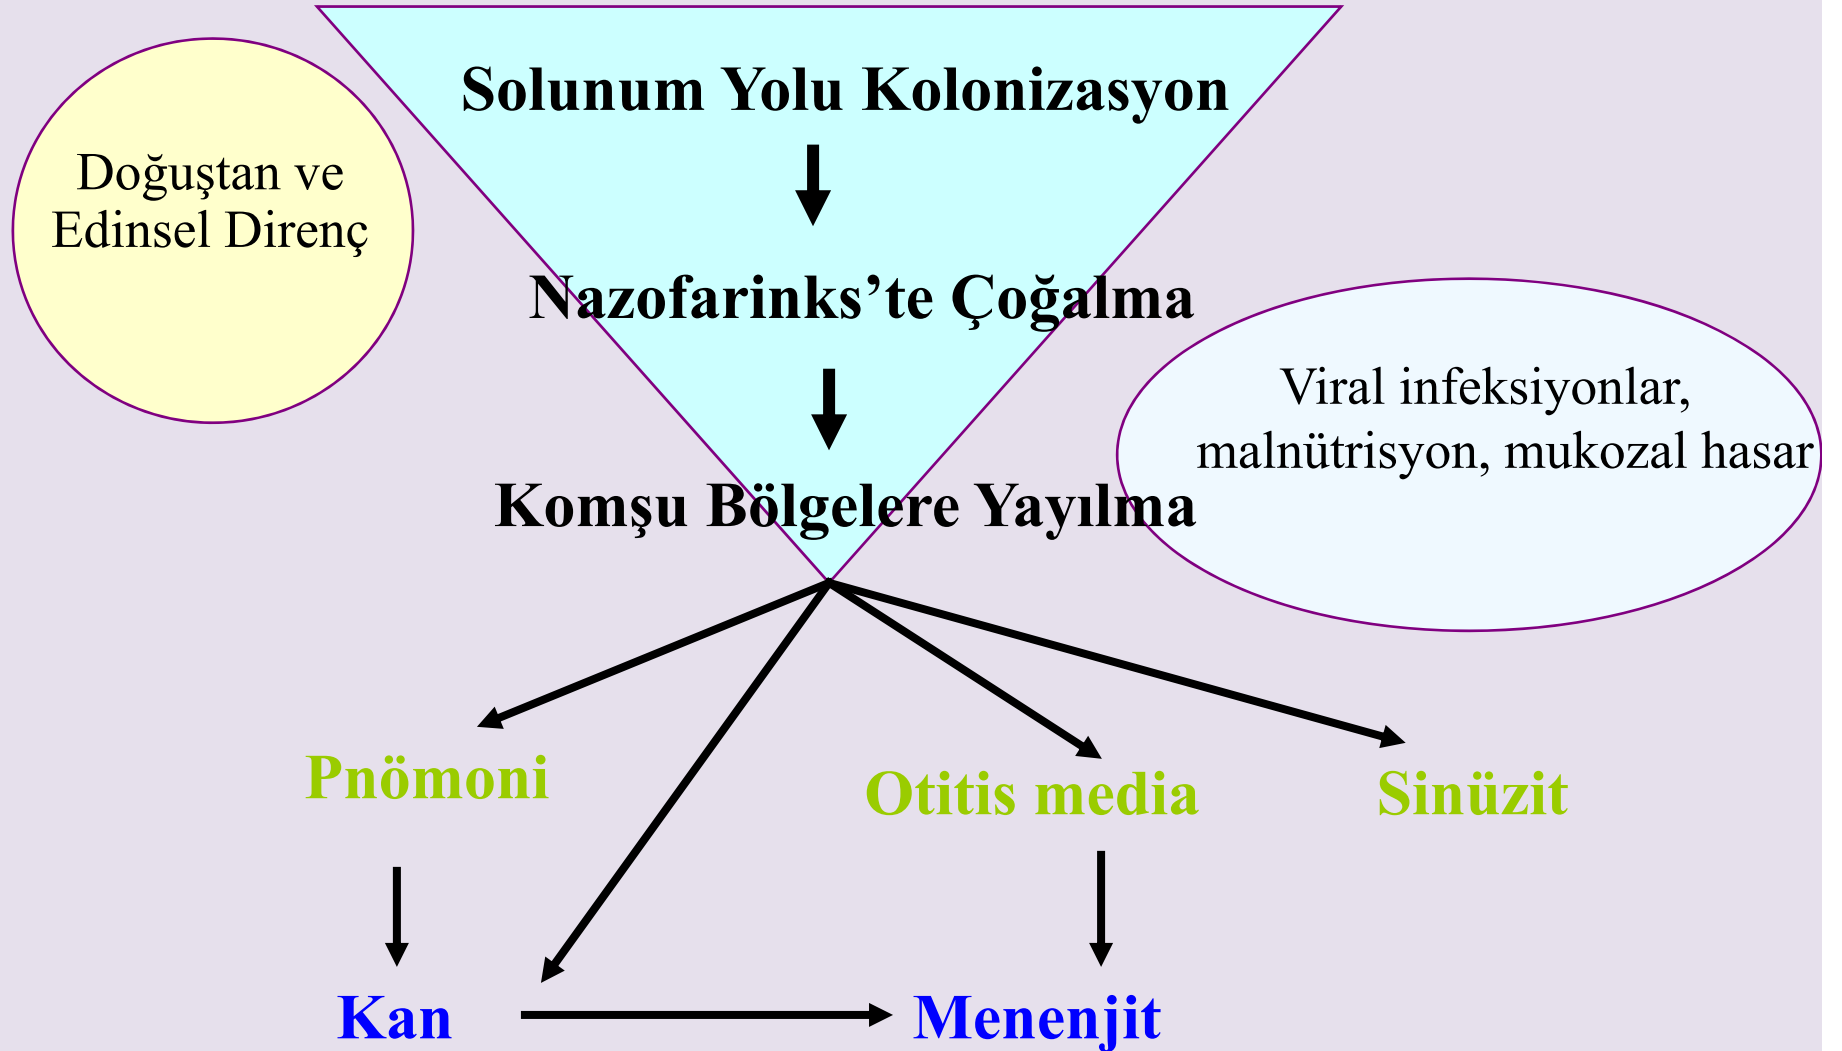 Solunum Yolu Kolonizasyon
Doğuştan ve
Edinsel Direnç
Nazofarinks’te Çoğalma
Viral infeksiyonlar,
malnütrisyon, mukozal hasar
Komşu Bölgelere Yayılma
Pnömoni
Otitis media
Sinüzit
Kan
Menenjit